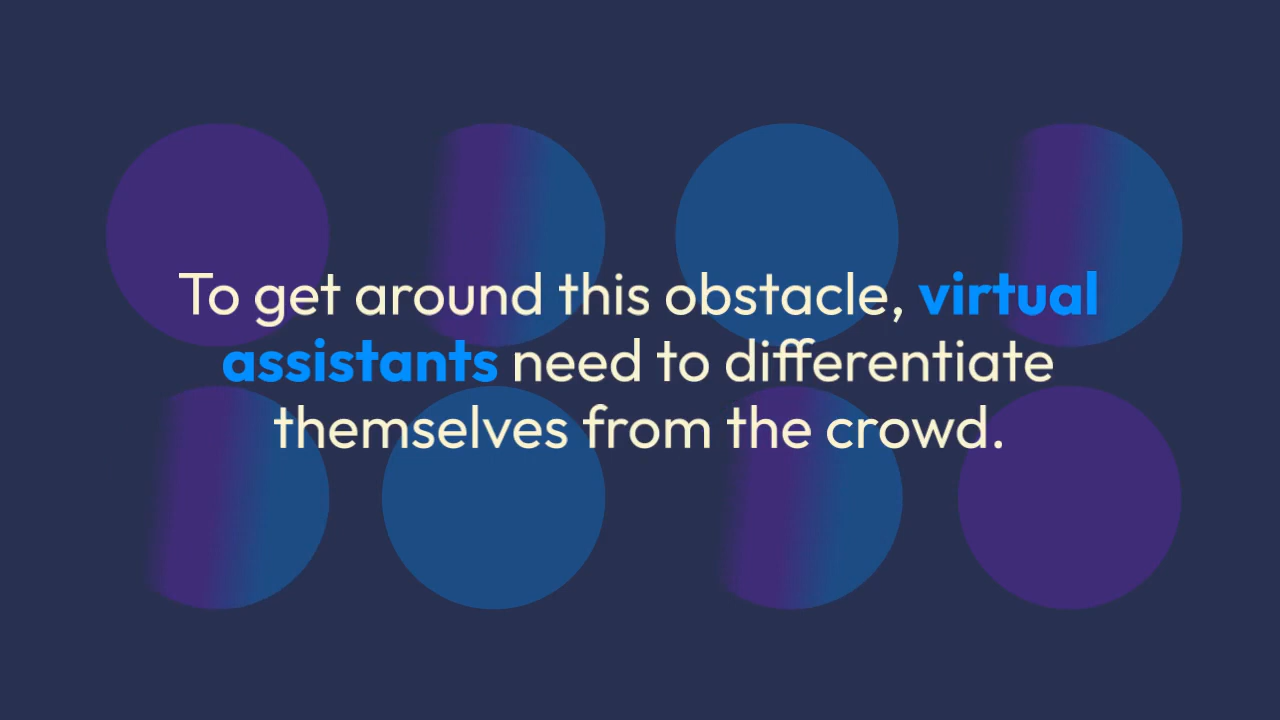 To get around this obstacle, virtual
assistants need to differentiate
themselves from the crowd.